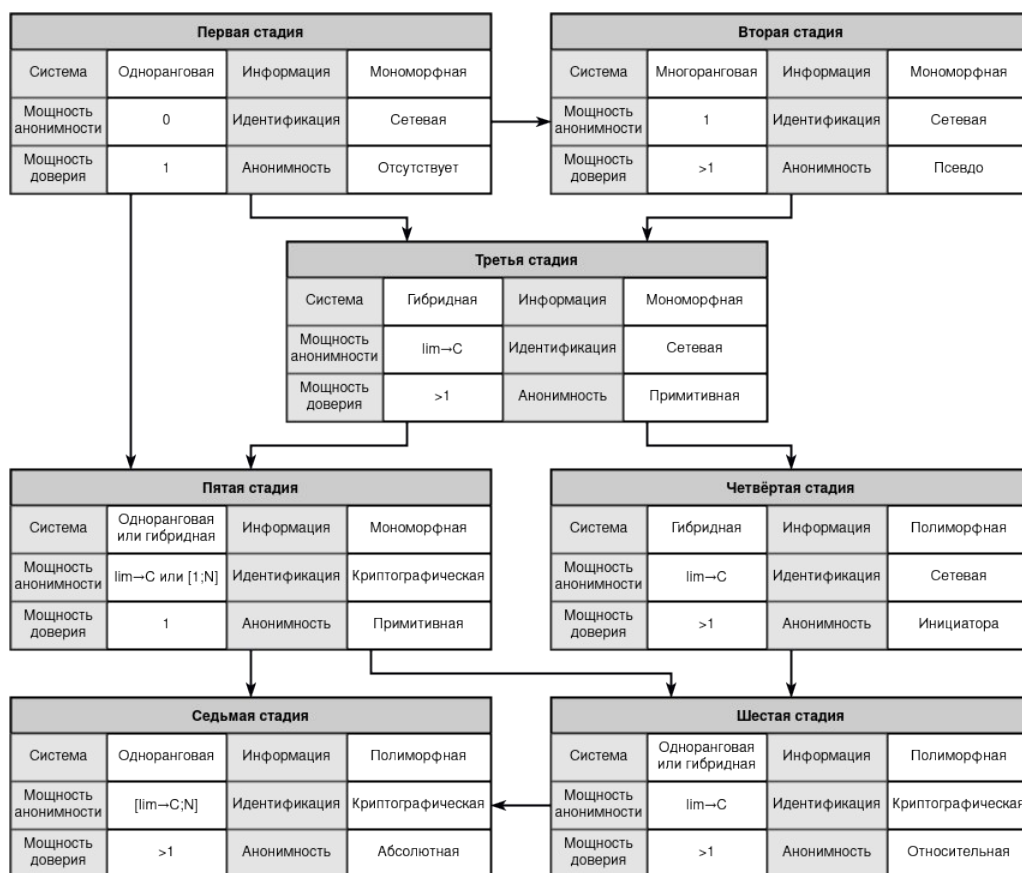 Первая стадия
Система Одноранговая Информация Мономорфная
Мощность анонимности 0 Идентификация Сетевая
Мощность доверия 1 Анонимность Отсутствует
Вторая стадия
Система Многоранговая Информация Мономорфная
Мощность анонимности 1 Идентификация Сетевая
Мощность доверия >1 Анонимность Псевдо
Третья стадия
Система Гибридная Информация Мономорфная
Мощность анонимности lim→C Идентификация Сетевая
Мощность доверия >1 Анонимность Примитивная
Пятая стадия
Система Одноранговая или гибридная Информация Мономорфная
Мощность анонимности lim→C или [1;N] Идентификация Криптографическая
Мощность доверия 1 Анонимность Примитивная
Четвёртая стадия
Система Гибридная Информация Полиморфная
Мощность анонимности lim→C Идентификация Сетевая
Мощность доверия >1 Анонимность Инициатора
Седьмая стадия
Система Одноранговая Информация Полиморфная
Мощность анонимности [lim→C;N] Идентификация Криптографическая
Мощность доверия >1 Анонимность Абсолютная
Шестая стадия
Система Одноранговая или гибридная Информация Полиморфная
Мощность анонимности lim→C Идентификация Криптографическая
Мощность доверия >1 Анонимность Относительная